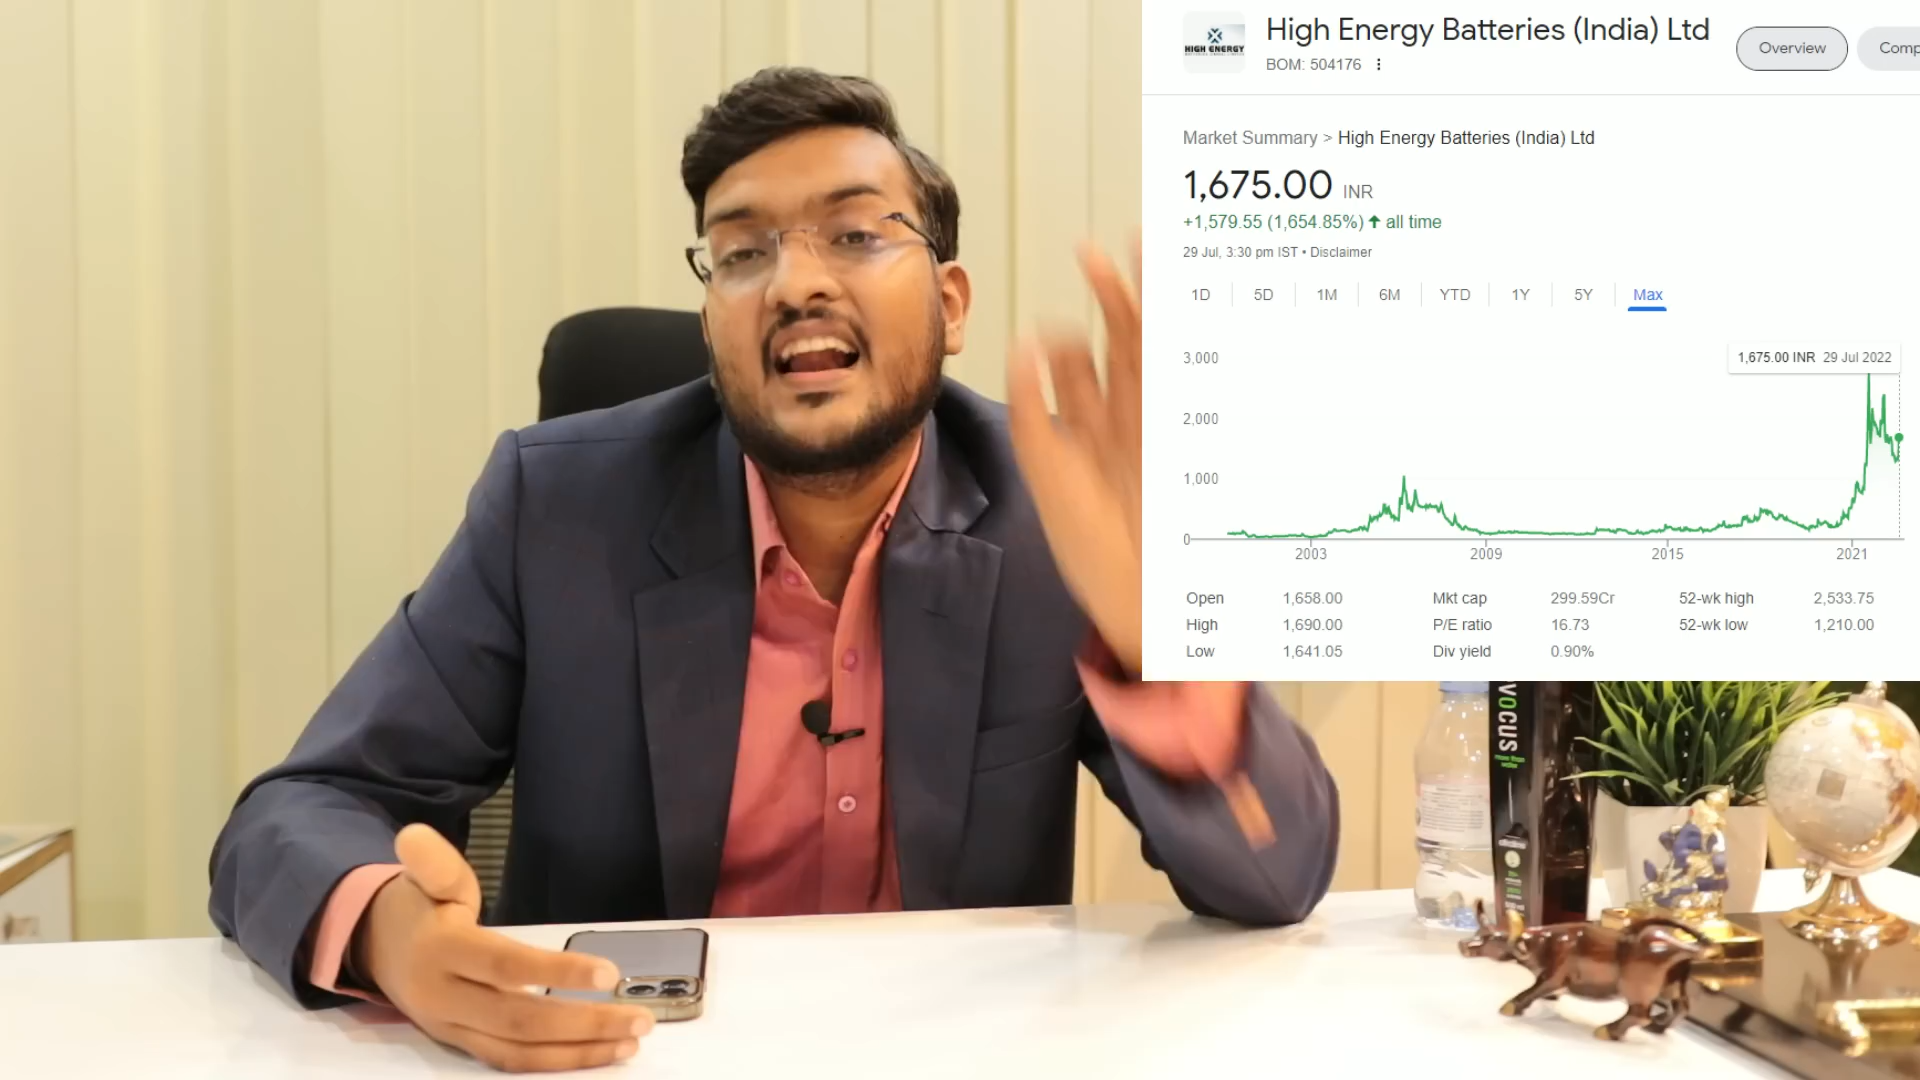 HIGH ENERGY
High Energy Batteries (India) Ltd
BOM: 504176
Overview
Comp
Market Summary > High Energy Batteries (India) Ltd
1,675.00 INR
+1,579.55 (1,654.85%) ↑ all time
29 Jul, 3:30 pm IST • Disclaimer
1D 5D 1M 6M YTD 1Y 5Y Max
1,675.00 INR 29 Jul 2022
3,000
2,000
1,000
0
2003 2009 2015 2021
Open 1,658.00 Mkt cap 299.59Cr 52-wk high 2,533.75
High 1,690.00 P/E ratio 16.73 52-wk low 1,210.00
Low 1,641.05 Div yield 0.90%
VOCUS